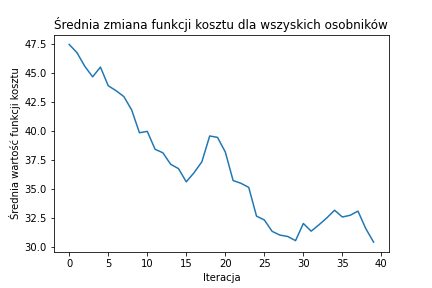 Średnia zmiana funkcji kosztu dla wszyskich osobników
47.5
45.0
42.5
40.0
37.5
35.0
32.5
30.0
Średnia wartość funkcji kosztu
0 5 10 15 20 25 30 35 40
Iteracja